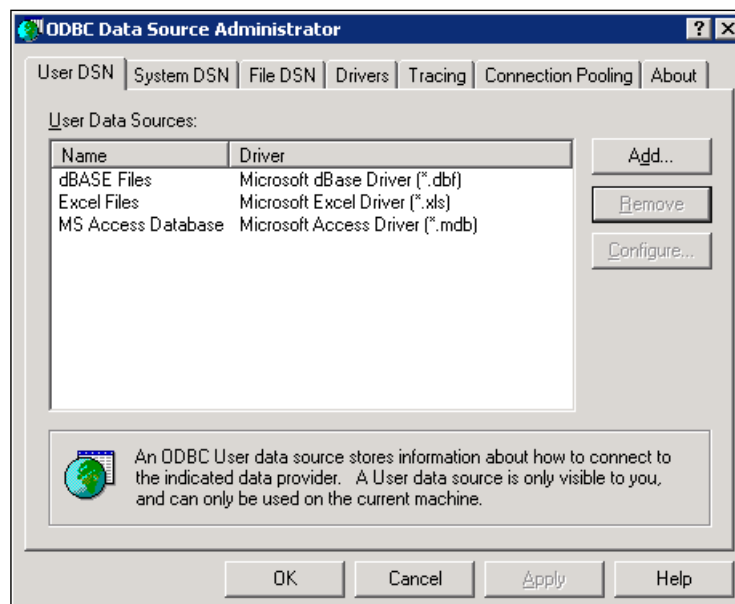 ODBC Data Source Administrator
User DSN System DSN File DSN Drivers Tracing Connection Pooling About
User Data Sources:
Name Driver
dBASE Files Microsoft dBase Driver (*.dbf)
Excel Files Microsoft Excel Driver (*.xls)
MS Access Database Microsoft Access Driver (*.mdb)
Add...
Remove
Configure...
An ODBC User data source stores information about how to connect to
the indicated data provider. A User data source is only visible to you,
and can only be used on the current machine.
OK Cancel Apply Help